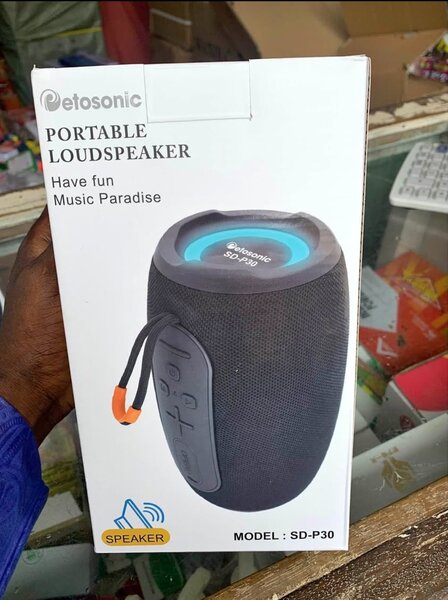 Petosonic
PORTABLE
LOUDSPEAKER
Have fun
Music Paradise
Petosonic
SD-P30
SPEAKER
MODEL : SD-P30